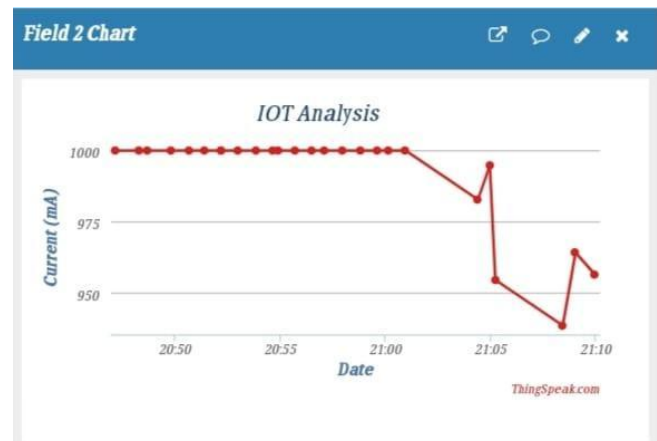 Field 2 Chart
IOT Analysis
Current (mA)
1000
975
950
20:50 20:55 21:00 21:05 21:10
Date
ThingSpeak.com